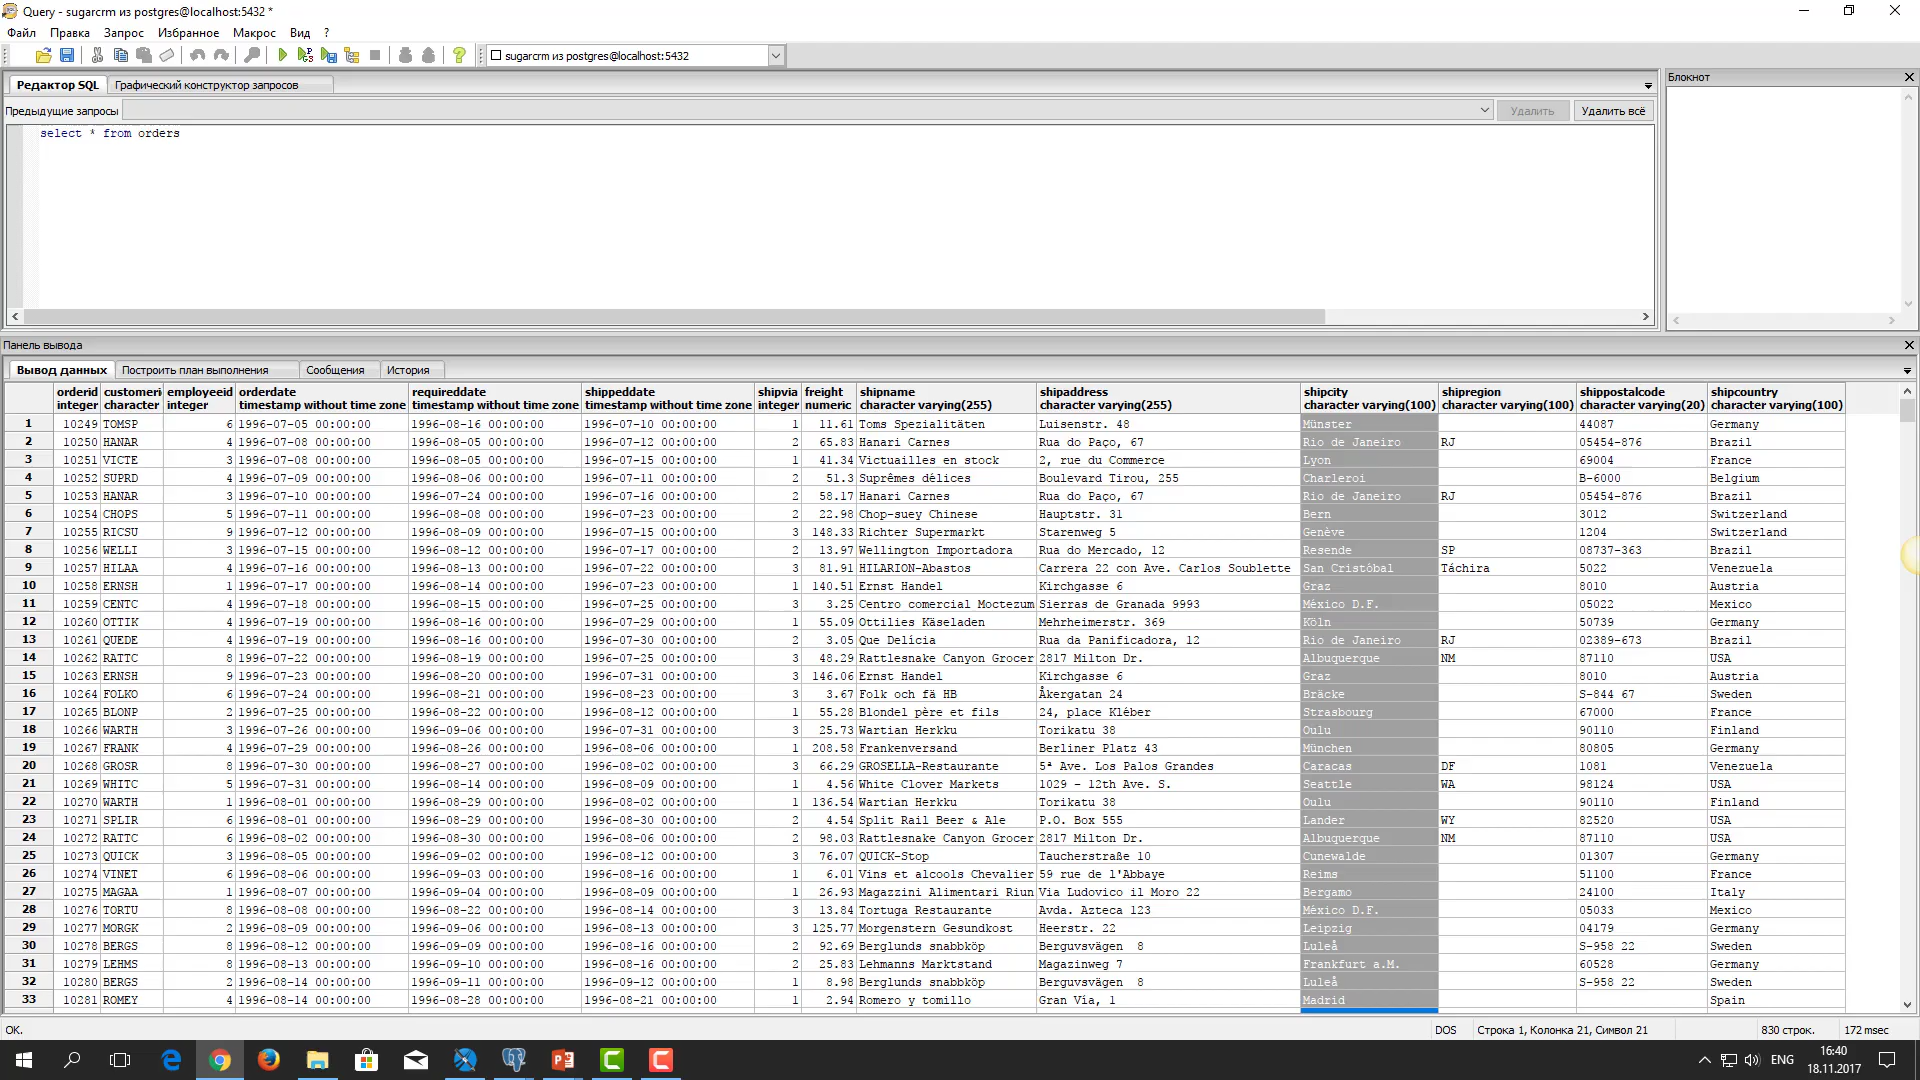 Query - sugarcrm из postgres@localhost:5432 *
Файл Правка Запрос Избранное Макрос Вид ?
sugarcrm из postgres@localhost:5432
Редактор SQL Графический конструктор запросов
Блокнот
Предыдущие запросы Удалить Удалить всё
select * from orders
Панель вывода
Вывод данных Построить план выполнения Сообщения История
orderid customeri employeeid orderdate requireddate shippeddate shipvia freight shipname shipaddress shipcity shipregion shippostalcode shipcountry
integer character integer timestamp without time zone timestamp without time zone timestamp without time zone integer numeric character varying(255) character varying(255) character varying(100) character varying(100) character varying(20) character varying(100)
1 10249 TOMSP 6 1996-07-05 00:00:00 1996-08-16 00:00:00 1996-07-10 00:00:00 1 11.61 Toms Spezialitäten Luisenstr. 48 Münster 44087 Germany
2 10250 HANAR 4 1996-07-08 00:00:00 1996-08-05 00:00:00 1996-07-12 00:00:00 2 65.83 Hanari Carnes Rua do Paço, 67 Rio de Janeiro RJ 05454-876 Brazil
3 10251 VICTE 3 1996-07-08 00:00:00 1996-08-05 00:00:00 1996-07-15 00:00:00 1 41.34 Victuailles en stock 2, rue du Commerce Lyon 69004 France
4 10252 SUPRD 4 1996-07-09 00:00:00 1996-08-06 00:00:00 1996-07-11 00:00:00 2 51.3 Suprêmes délices Boulevard Tirou, 255 Charleroi B-6000 Belgium
5 10253 HANAR 3 1996-07-10 00:00:00 1996-07-24 00:00:00 1996-07-16 00:00:00 2 58.17 Hanari Carnes Rua do Paço, 67 Rio de Janeiro RJ 05454-876 Brazil
6 10254 CHOPS 5 1996-07-11 00:00:00 1996-08-08 00:00:00 1996-07-23 00:00:00 2 22.98 Chop-suey Chinese Hauptstr. 31 Bern 3012 Switzerland
7 10255 RICSU 9 1996-07-12 00:00:00 1996-08-09 00:00:00 1996-07-15 00:00:00 3 148.33 Richter Supermarkt Starenweg 5 Genève 1204 Switzerland
8 10256 WELLI 3 1996-07-15 00:00:00 1996-08-12 00:00:00 1996-07-17 00:00:00 2 13.97 Wellington Importadora Rua do Mercado, 12 Resende SP 08737-363 Brazil
9 10257 HILAA 4 1996-07-16 00:00:00 1996-08-13 00:00:00 1996-07-22 00:00:00 3 81.91 HILARION-Abastos Carrera 22 con Ave. Carlos Soublette San Cristóbal Táchira 5022 Venezuela
10 10258 ERNSH 1 1996-07-17 00:00:00 1996-08-14 00:00:00 1996-07-23 00:00:00 1 140.51 Ernst Handel Kirchgasse 6 Graz 8010 Austria
11 10259 CENTC 4 1996-07-18 00:00:00 1996-08-15 00:00:00 1996-07-25 00:00:00 3 3.25 Centro comercial Moctezum Sierras de Granada 9993 México D.F. 05022 Mexico
12 10260 OTTIK 4 1996-07-19 00:00:00 1996-08-16 00:00:00 1996-07-29 00:00:00 1 55.09 Ottilies Käseladen Mehrheimerstr. 369 Köln 50739 Germany
13 10261 QUEDE 4 1996-07-19 00:00:00 1996-08-16 00:00:00 1996-07-30 00:00:00 2 3.05 Que Delícia Rua da Panificadora, 12 Rio de Janeiro RJ 02389-673 Brazil
14 10262 RATTC 8 1996-07-22 00:00:00 1996-08-19 00:00:00 1996-07-25 00:00:00 3 48.29 Rattlesnake Canyon Grocer 2817 Milton Dr. Albuquerque NM 87110 USA
15 10263 ERNSH 9 1996-07-23 00:00:00 1996-08-20 00:00:00 1996-07-31 00:00:00 3 146.06 Ernst Handel Kirchgasse 6 Graz 8010 Austria
16 10264 FOLKO 6 1996-07-24 00:00:00 1996-08-21 00:00:00 1996-08-23 00:00:00 3 3.67 Folk och fä HB Åkergatan 24 Bräcke S-844 67 Sweden
17 10265 BLONP 2 1996-07-25 00:00:00 1996-08-22 00:00:00 1996-08-12 00:00:00 1 55.28 Blondel père et fils 24, place Kléber Strasbourg 67000 France
18 10266 WARTH 3 1996-07-26 00:00:00 1996-09-06 00:00:00 1996-07-31 00:00:00 3 25.73 Wartian Herkku Torikatu 38 Oulu 90110 Finland
19 10267 FRANK 4 1996-07-29 00:00:00 1996-08-26 00:00:00 1996-08-06 00:00:00 1 208.58 Frankenversand Berliner Platz 43 München 80805 Germany
20 10268 GROSR 8 1996-07-30 00:00:00 1996-08-27 00:00:00 1996-08-02 00:00:00 3 66.29 GROSELLA-Restaurante 5ª Ave. Los Palos Grandes Caracas DF 1081 Venezuela
21 10269 WHITC 5 1996-07-31 00:00:00 1996-08-14 00:00:00 1996-08-09 00:00:00 1 4.56 White Clover Markets 1029 - 12th Ave. S. Seattle WA 98124 USA
22 10270 WARTH 1 1996-08-01 00:00:00 1996-08-29 00:00:00 1996-08-02 00:00:00 1 136.54 Wartian Herkku Torikatu 38 Oulu 90110 Finland
23 10271 SPLIR 6 1996-08-01 00:00:00 1996-08-29 00:00:00 1996-08-30 00:00:00 2 4.54 Split Rail Beer & Ale P.O. Box 555 Lander WY 82520 USA
24 10272 RATTC 6 1996-08-02 00:00:00 1996-08-30 00:00:00 1996-08-06 00:00:00 2 98.03 Rattlesnake Canyon Grocer 2817 Milton Dr. Albuquerque NM 87110 USA
25 10273 QUICK 3 1996-08-05 00:00:00 1996-09-02 00:00:00 1996-08-12 00:00:00 3 76.07 QUICK-Stop Taucherstraße 10 Cunewalde 01307 Germany
26 10274 VINET 6 1996-08-06 00:00:00 1996-09-03 00:00:00 1996-08-16 00:00:00 1 6.01 Vins et alcools Chevalier 59 rue de l'Abbaye Reims 51100 France
27 10275 MAGAA 1 1996-08-07 00:00:00 1996-09-04 00:00:00 1996-08-09 00:00:00 1 26.93 Magazzini Alimentari Riun Via Ludovico il Moro 22 Bergamo 24100 Italy
28 10276 TORTU 8 1996-08-08 00:00:00 1996-08-22 00:00:00 1996-08-14 00:00:00 3 13.84 Tortuga Restaurante Avda. Azteca 123 México D.F. 05033 Mexico
29 10277 MORGK 2 1996-08-09 00:00:00 1996-09-06 00:00:00 1996-08-13 00:00:00 3 125.77 Morgenstern Gesundkost Heerstr. 22 Leipzig 04179 Germany
30 10278 BERGS 8 1996-08-12 00:00:00 1996-09-09 00:00:00 1996-08-16 00:00:00 2 92.69 Berglunds snabbköp Berguvsvägen 8 Luleå S-958 22 Sweden
31 10279 LEHMS 8 1996-08-13 00:00:00 1996-09-10 00:00:00 1996-08-16 00:00:00 2 25.83 Lehmanns Marktstand Magazinweg 7 Frankfurt a.M. 60528 Germany
32 10280 BERGS 2 1996-08-14 00:00:00 1996-09-11 00:00:00 1996-09-12 00:00:00 1 8.98 Berglunds snabbköp Berguvsvägen 8 Luleå S-958 22 Sweden
33 10281 ROMEY 4 1996-08-14 00:00:00 1996-08-28 00:00:00 1996-08-21 00:00:00 1 2.94 Romero y tomillo Gran Vía, 1 Madrid Spain
OK. DOS Строка 1, Колонка 21, Символ 21 830 строк. 172 msec
ENG 16:40
18.11.2017